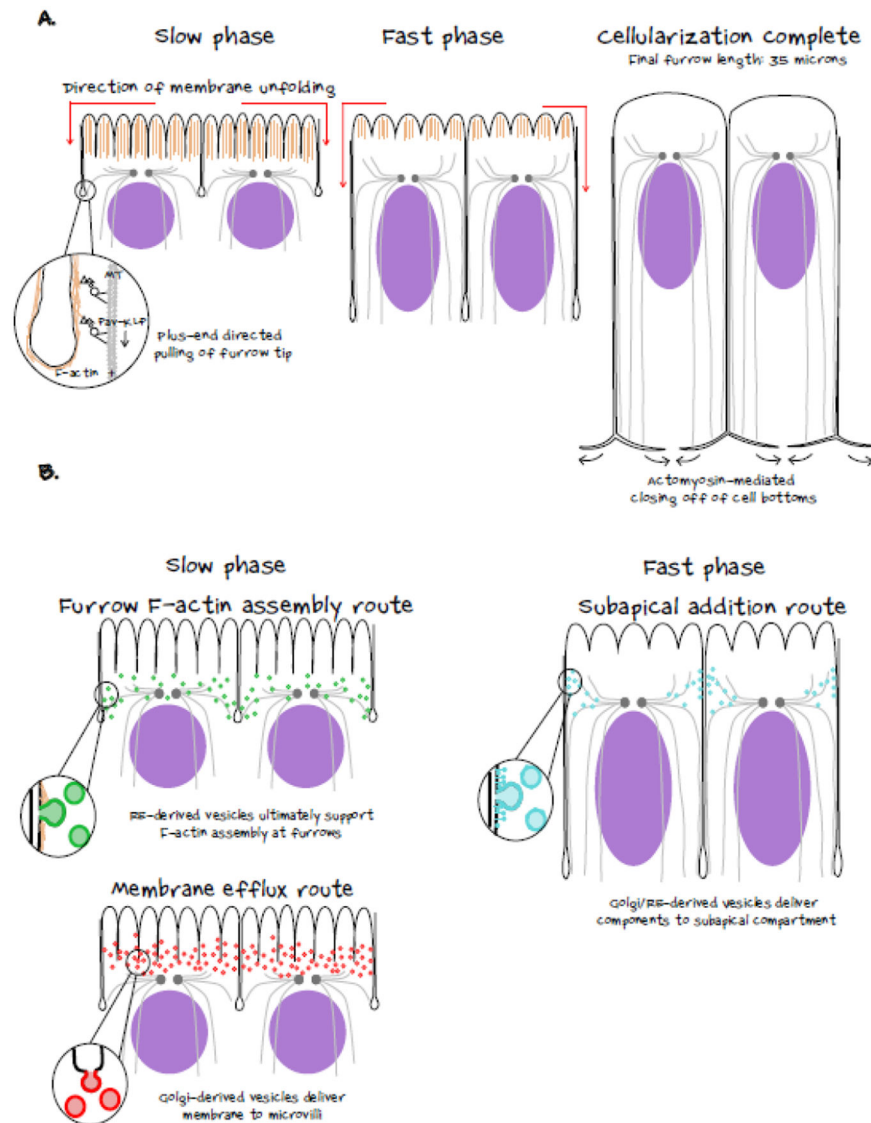 A.
Slow phase
Fast phase
Cellularization complete
Final furrow length: 35 microns
Direction of membrane unfolding
MT
Pav-KLP
F-actin
+
Plus-end directed
pulling of furrow tip
Actomyosin-mediated
closing off of cell bottoms
B.
Slow phase
Furrow F-actin assembly route
RE-derived vesicles ultimately support
F-actin assembly at furrows
Membrane efflux route
Golgi-derived vesicles deliver
membrane to microvilli
Fast phase
Subapical addition route
Golgi/RE-derived vesicles deliver
components to subapical compartment